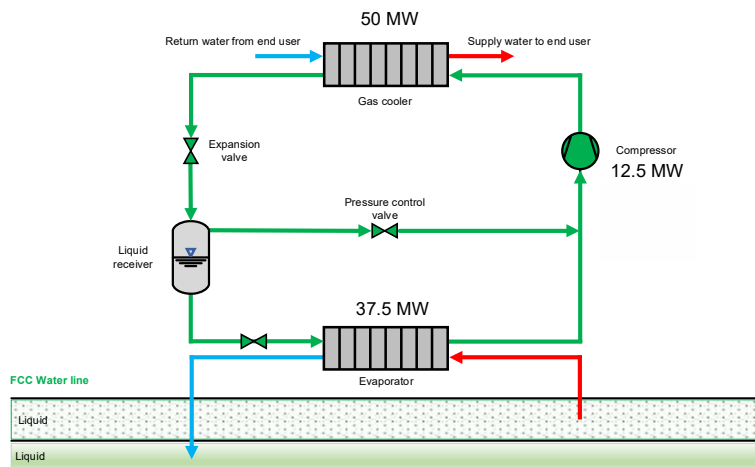 50 MW
Return water from end user
Supply water to end user
Gas cooler
Expansion
valve
Compressor
12.5 MW
Pressure control
valve
Liquid
receiver
37.5 MW
Evaporator
FCC Water line
Liquid
Liquid